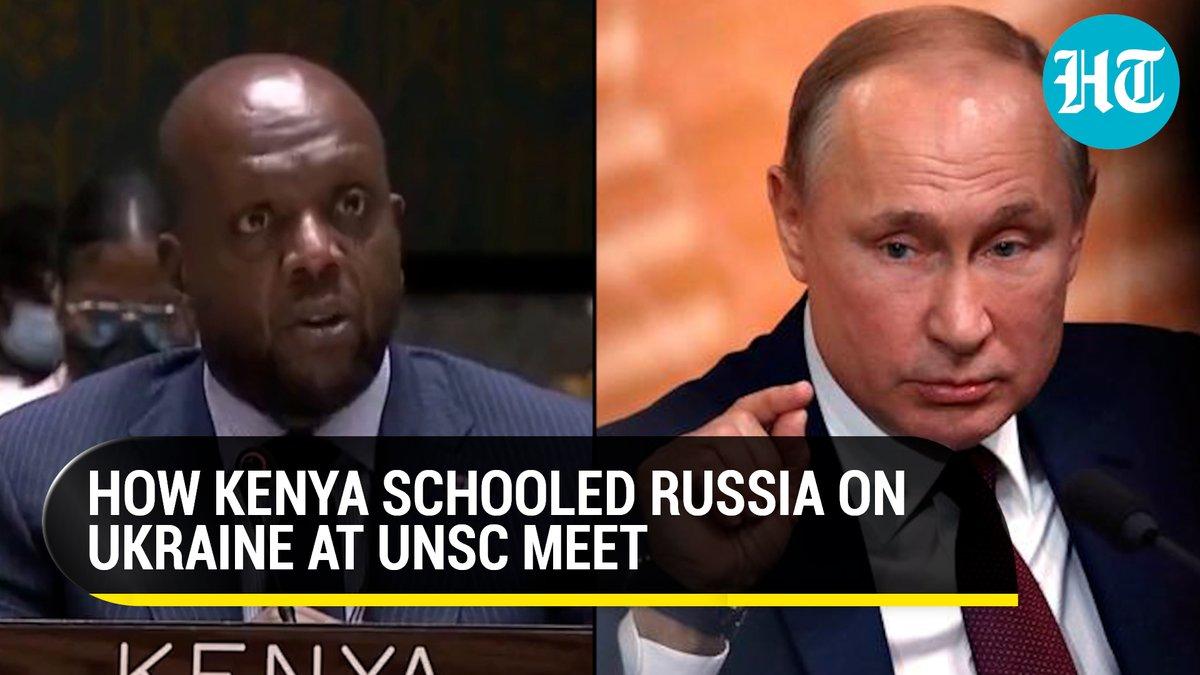 HT
HOW KENYA SCHOOLED RUSSIA ON
UKRAINE AT UNSC MEET
KENYA